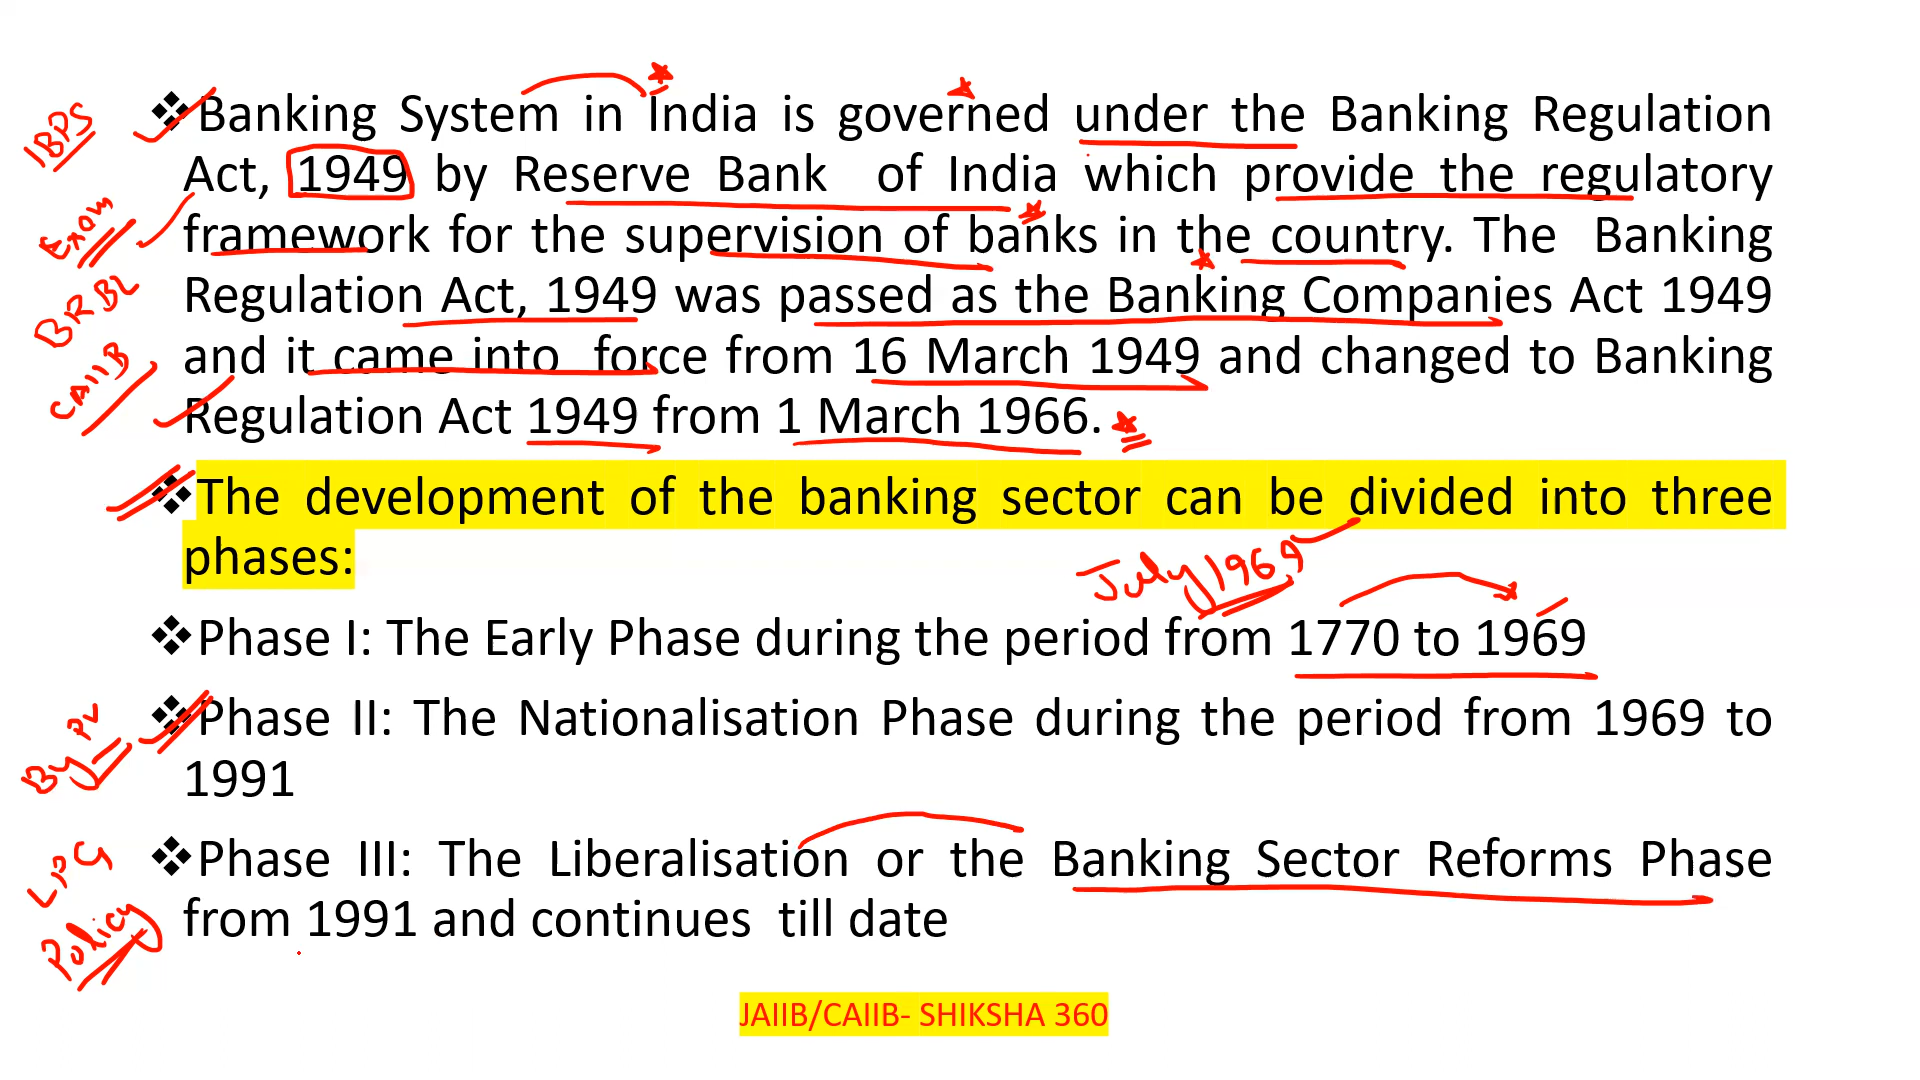 ❖Banking System in India is governed under the Banking Regulation
Act, 1949 by Reserve Bank of India which provide the regulatory
framework for the supervision of banks in the country. The Banking
Regulation Act, 1949 was passed as the Banking Companies Act 1949
and it came into force from 16 March 1949 and changed to Banking
Regulation Act 1949 from 1 March 1966.
❖The development of the banking sector can be divided into three
phases:
❖Phase I: The Early Phase during the period from 1770 to 1969
❖Phase II: The Nationalisation Phase during the period from 1969 to
1991
❖Phase III: The Liberalisation or the Banking Sector Reforms Phase
from 1991 and continues till date
JAIIB/CAIIB- SHIKSHA 360
IBPS
Exam
BRBL
CAIIB
July 1969
LPG
Policy